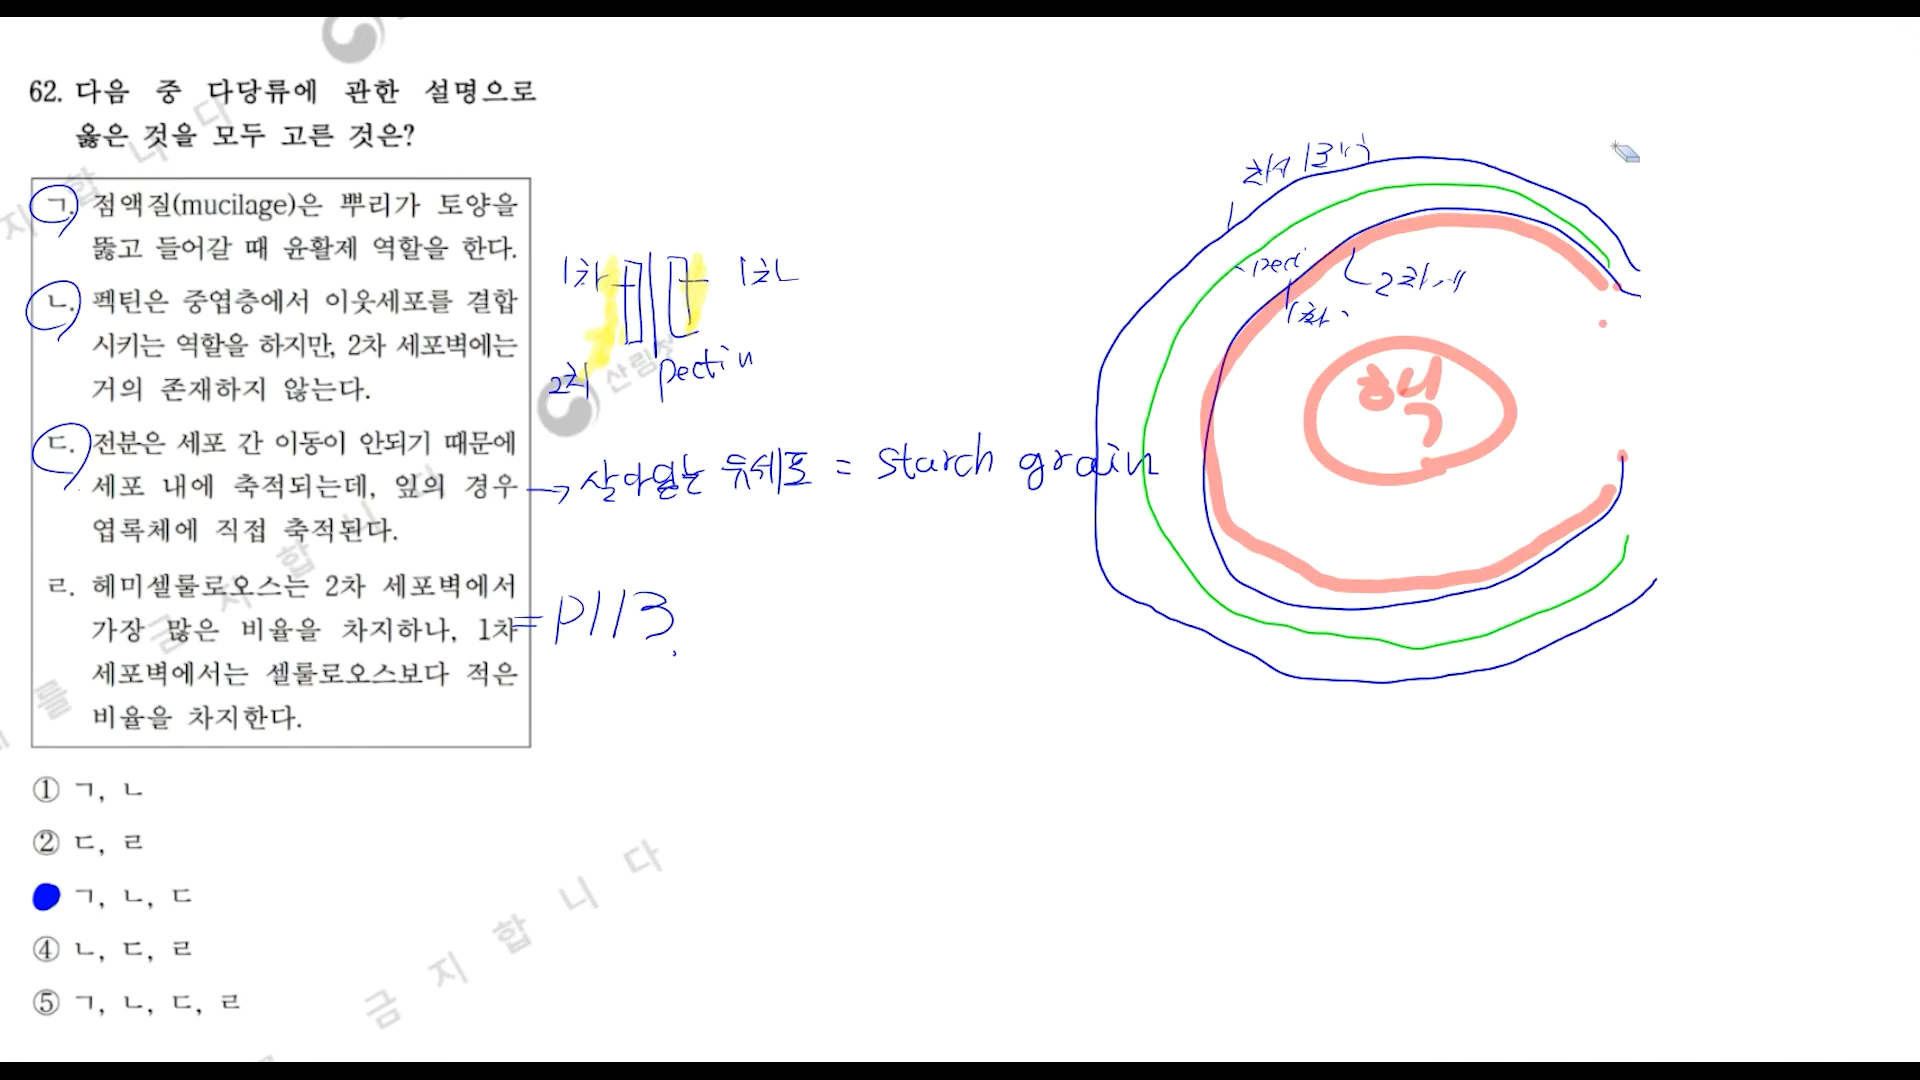 62. 다음 중 다당류에 관한 설명으로
옳은 것을 모두 고른 것은?
ㄱ. 점액질(mucilage)은 뿌리가 토양을
뚫고 들어갈 때 윤활제 역할을 한다.
ㄴ. 펙틴은 중엽층에서 이웃세포를 결합
시키는 역할을 하지만, 2차 세포벽에는
거의 존재하지 않는다.
ㄷ. 전분은 세포 간 이동이 안되기 때문에
세포 내에 축적되는데, 잎의 경우
엽록체에 직접 축적된다.
ㄹ. 헤미셀룰로오스는 2차 세포벽에서
가장 많은 비율을 차지하나, 1차
세포벽에서는 셀룰로오스보다 적은
비율을 차지한다.
① ㄱ, ㄴ
② ㄷ, ㄹ
ㄱ, ㄴ, ㄷ
④ ㄴ, ㄷ, ㄹ
⑤ ㄱ, ㄴ, ㄷ, ㄹ
1차
1차
2차
pectin
산림청
→ 살아있는 유세포 = starch grain
= P113
2차
핵
금 지 합 니 다